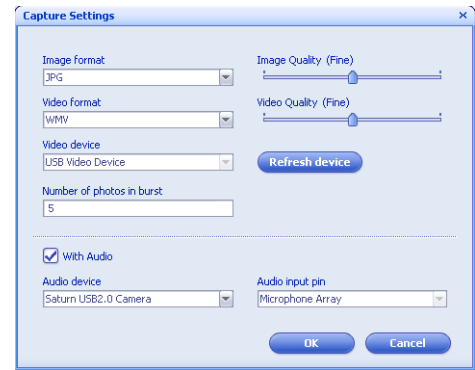 Capture Settings
Image format
Image Quality (Fine)
JPG
Video format
Video Quality (Fine)
WMV
Video device
USB Video Device
Refresh device
Number of photos in burst
5
With Audio
Audio device
Audio input pin
Saturn USB2.0 Camera
Microphone Array
OK
Cancel